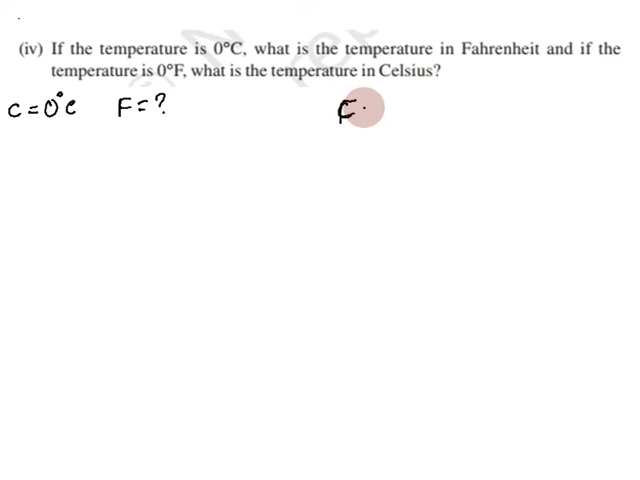 (iv) If the temperature is 0°C, what is the temperature in Fahrenheit and if the
temperature is 0°F, what is the temperature in Celsius?
C = 0°C F = ? F